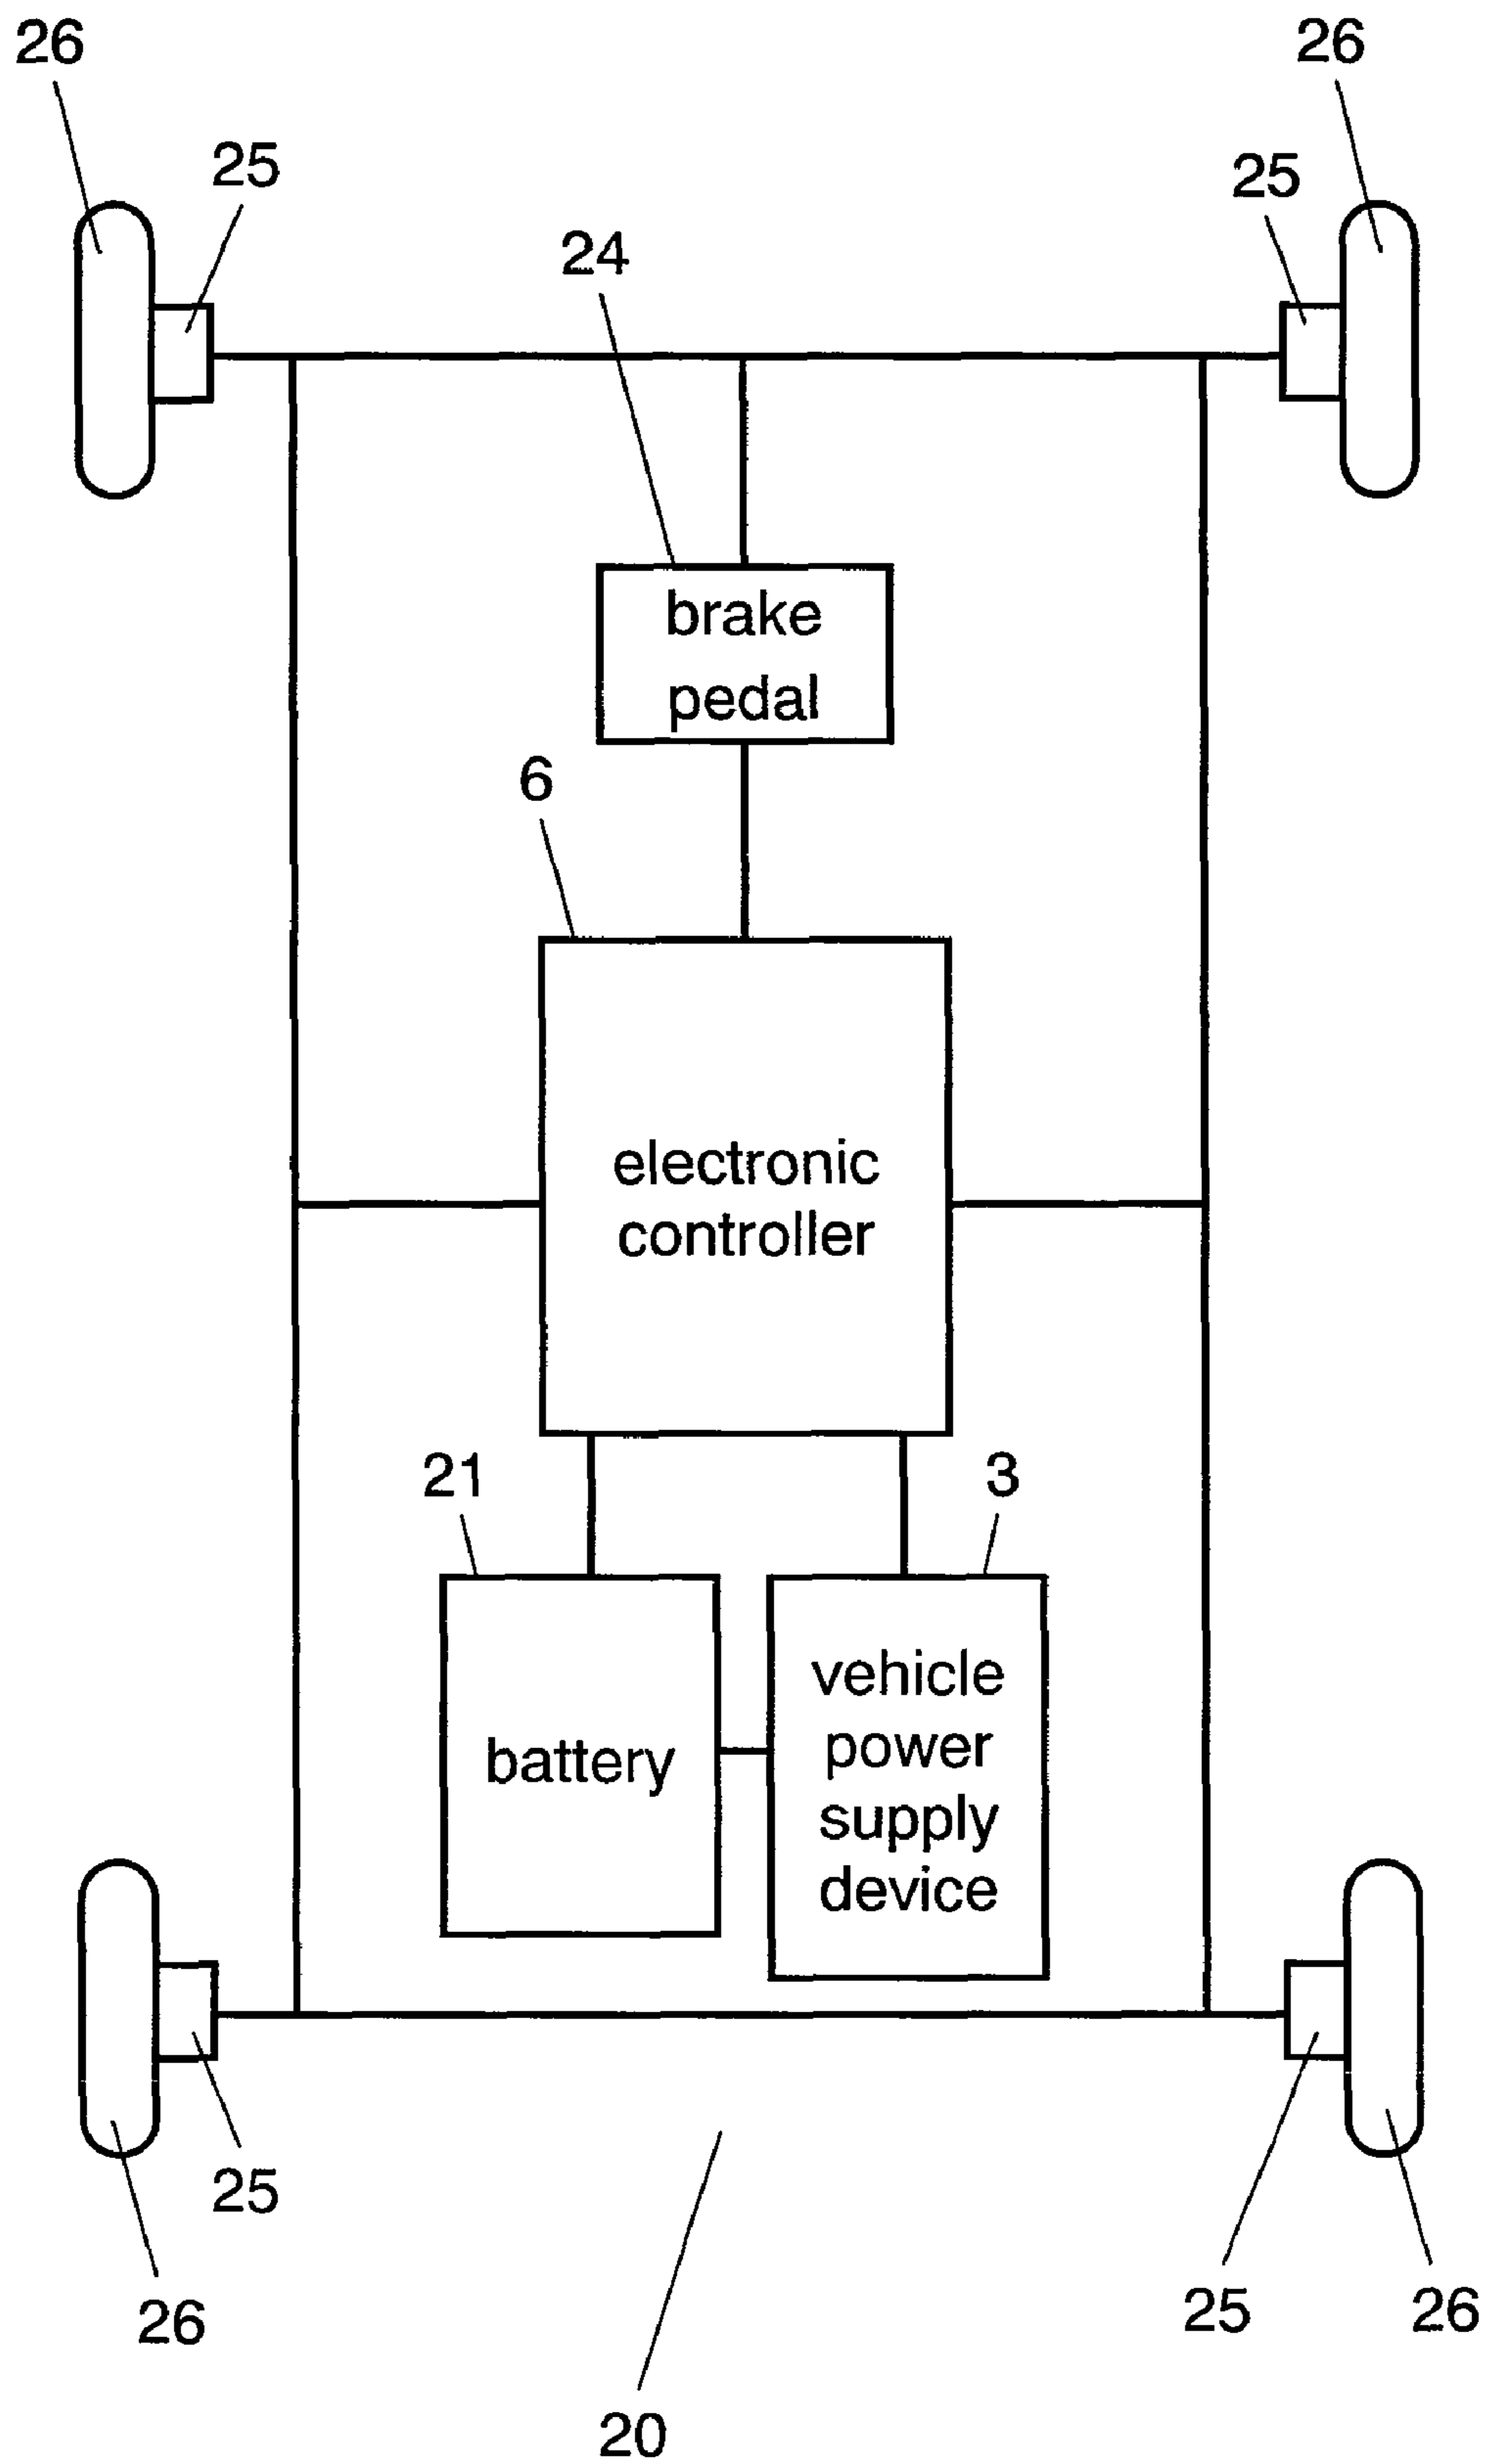 26
26
25
25
24
brake
pedal
6
electronic
controller
21
3
battery
vehicle
power
supply
device
25
26
25
26
20